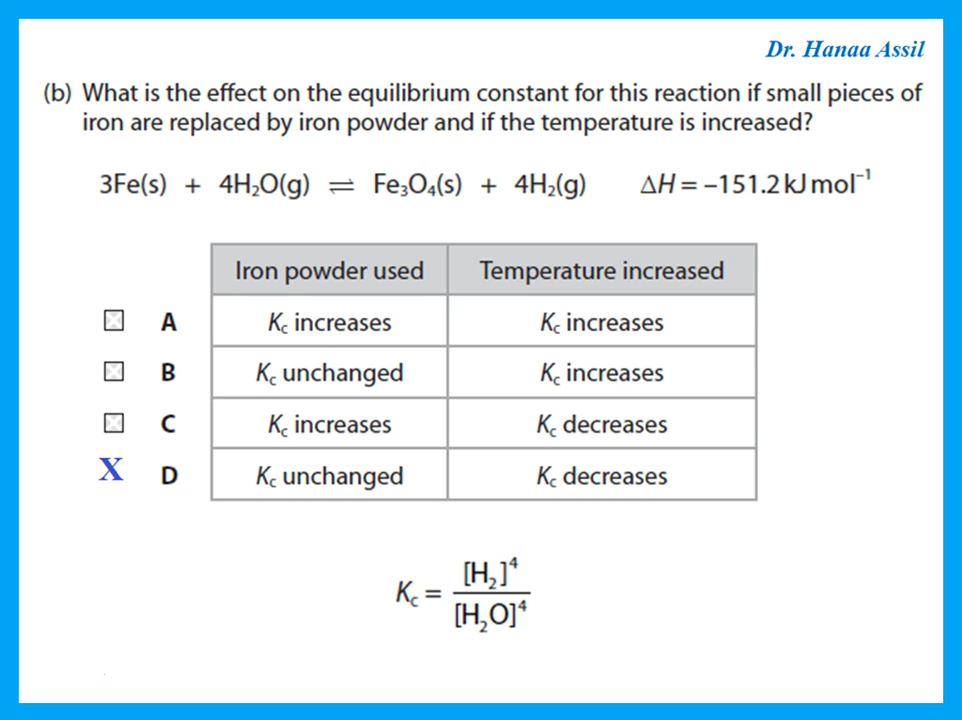 Dr. Hanaa Assil
(b) What is the effect on the equilibrium constant for this reaction if small pieces of
iron are replaced by iron powder and if the temperature is increased?
3Fe(s) + 4H₂O(g) ⇌ Fe₃O₄(s) + 4H₂(g) ΔH = –151.2 kJ mol⁻¹
Iron powder used Temperature increased
A Kc increases Kc increases
B Kc unchanged Kc increases
C Kc increases Kc decreases
X D Kc unchanged Kc decreases
[H₂]⁴
Kc =
[H₂O]⁴